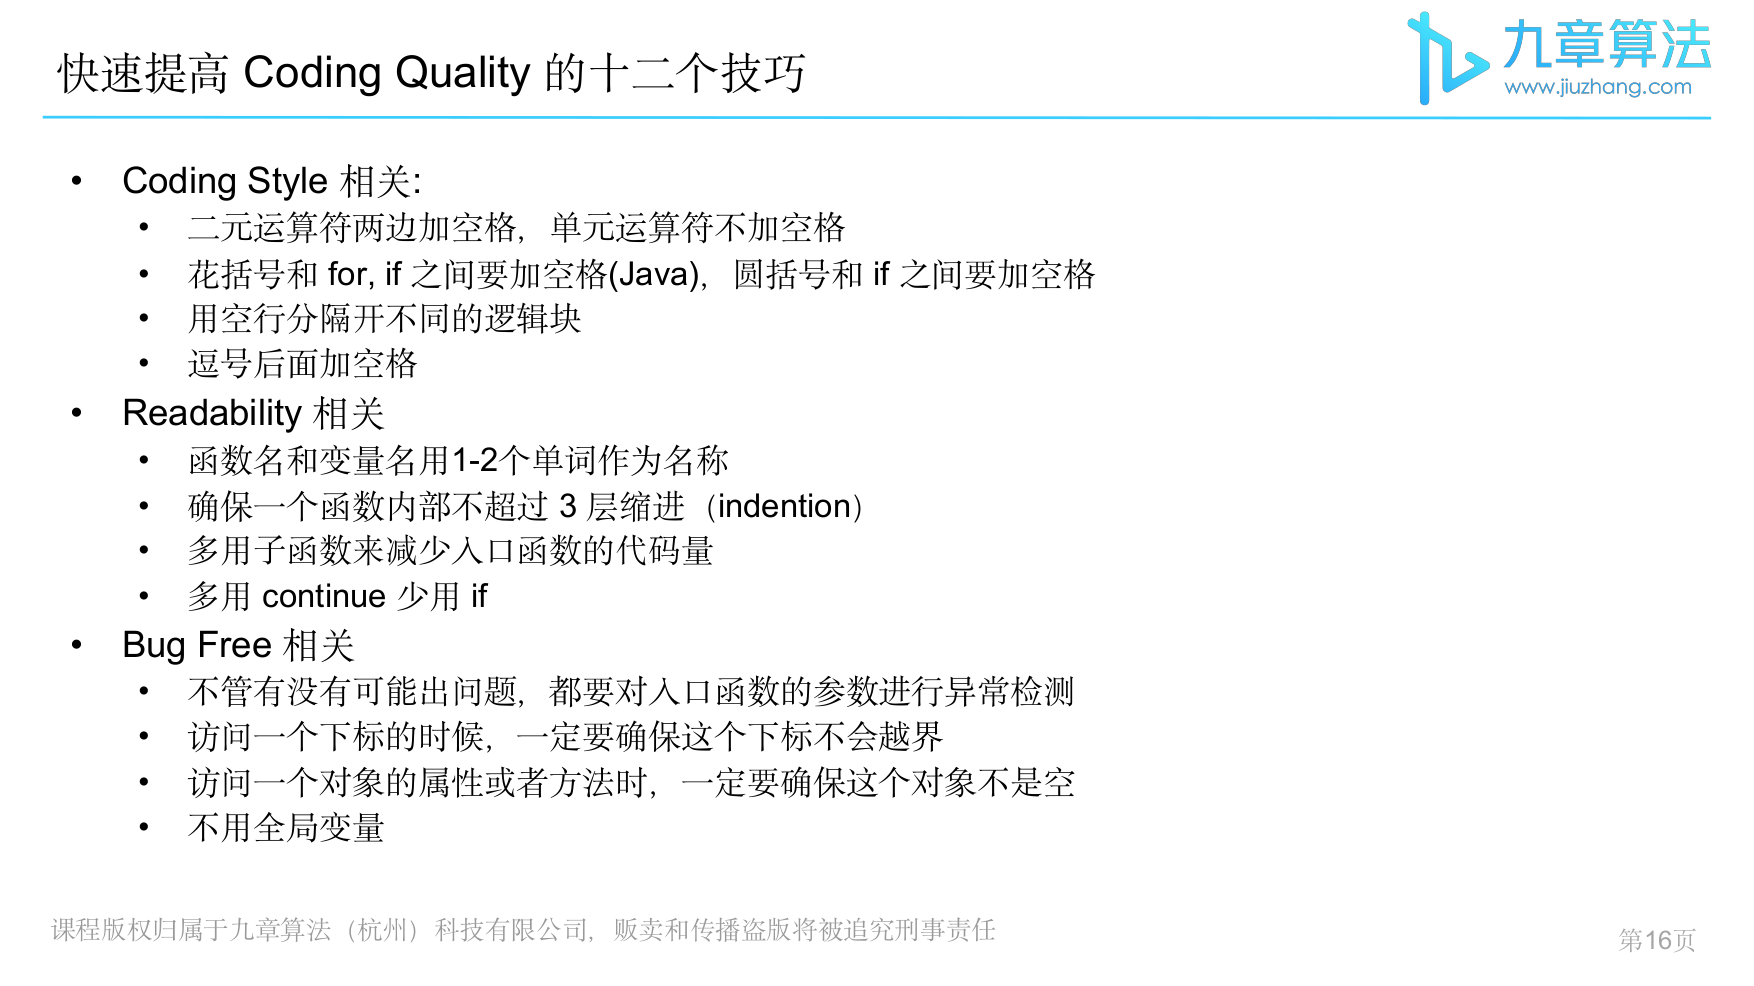 快速提高 Coding Quality 的十二个技巧
九章算法
www.jiuzhang.com
• Coding Style 相关:
• 二元运算符两边加空格，单元运算符不加空格
• 花括号和 for, if 之间要加空格(Java)，圆括号和 if 之间要加空格
• 用空行分隔开不同的逻辑块
• 逗号后面加空格
• Readability 相关
• 函数名和变量名用1-2个单词作为名称
• 确保一个函数内部不超过 3 层缩进（indention）
• 多用子函数来减少入口函数的代码量
• 多用 continue 少用 if
• Bug Free 相关
• 不管有没有可能出问题，都要对入口函数的参数进行异常检测
• 访问一个下标的时候，一定要确保这个下标不会越界
• 访问一个对象的属性或者方法时，一定要确保这个对象不是空
• 不用全局变量
课程版权归属于九章算法（杭州）科技有限公司，贩卖和传播盗版将被追究刑事责任
第16页